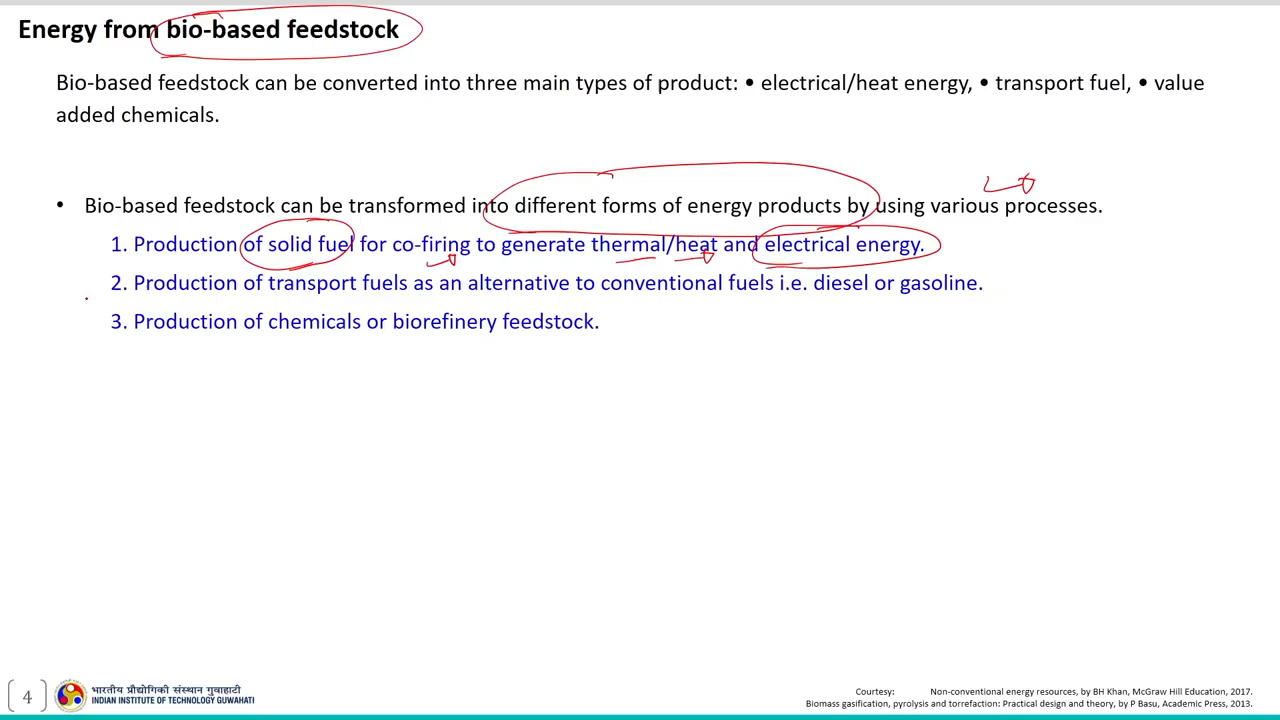 Energy from bio-based feedstock
Bio-based feedstock can be converted into three main types of product: • electrical/heat energy, • transport fuel, • value
added chemicals.
• Bio-based feedstock can be transformed into different forms of energy products by using various processes.
1. Production of solid fuel for co-firing to generate thermal/heat and electrical energy.
2. Production of transport fuels as an alternative to conventional fuels i.e. diesel or gasoline.
3. Production of chemicals or biorefinery feedstock.
4
भारतीय प्रौद्योगिकी संस्थान गुवाहाटी
INDIAN INSTITUTE OF TECHNOLOGY GUWAHATI
Courtesy: Non-conventional energy resources, by BH Khan, McGraw Hill Education, 2017.
Biomass gasification, pyrolysis and torrefaction: Practical design and theory, by P Basu, Academic Press, 2013.